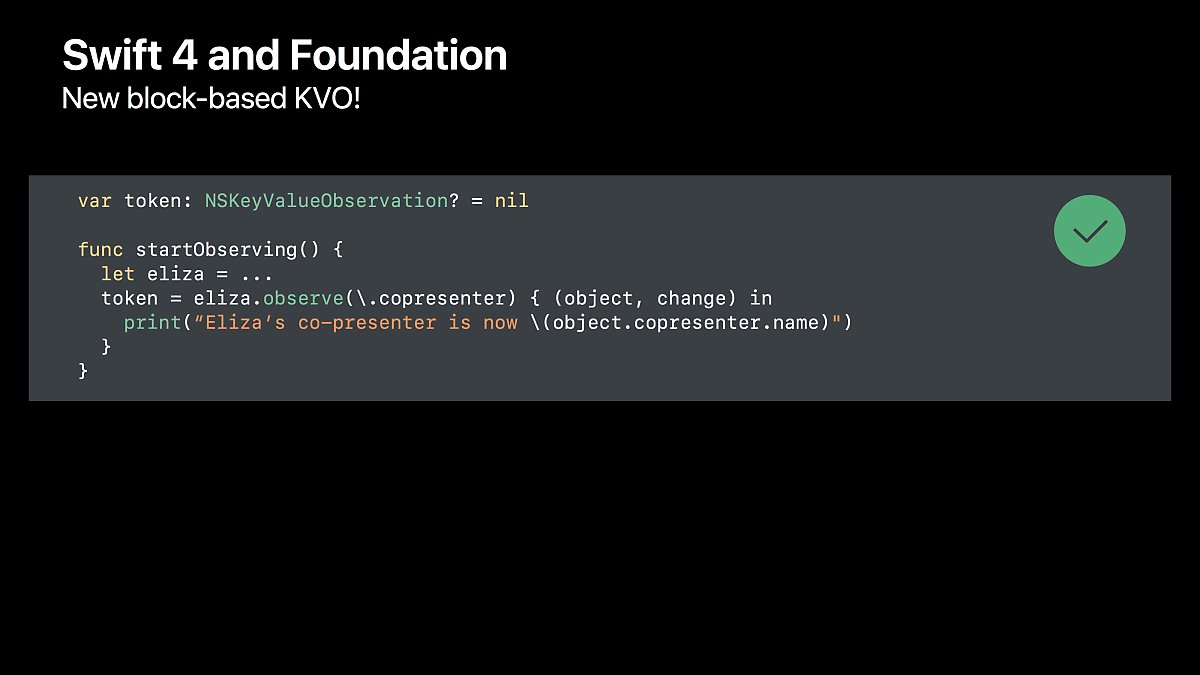 Swift 4 and Foundation
New block-based KVO!
var token: NSKeyValueObservation? = nil
func startObserving() {
let eliza = ...
token = eliza.observe(\.copresenter) { (object, change) in
print(“Eliza’s co-presenter is now \(object.copresenter.name)")
}
}